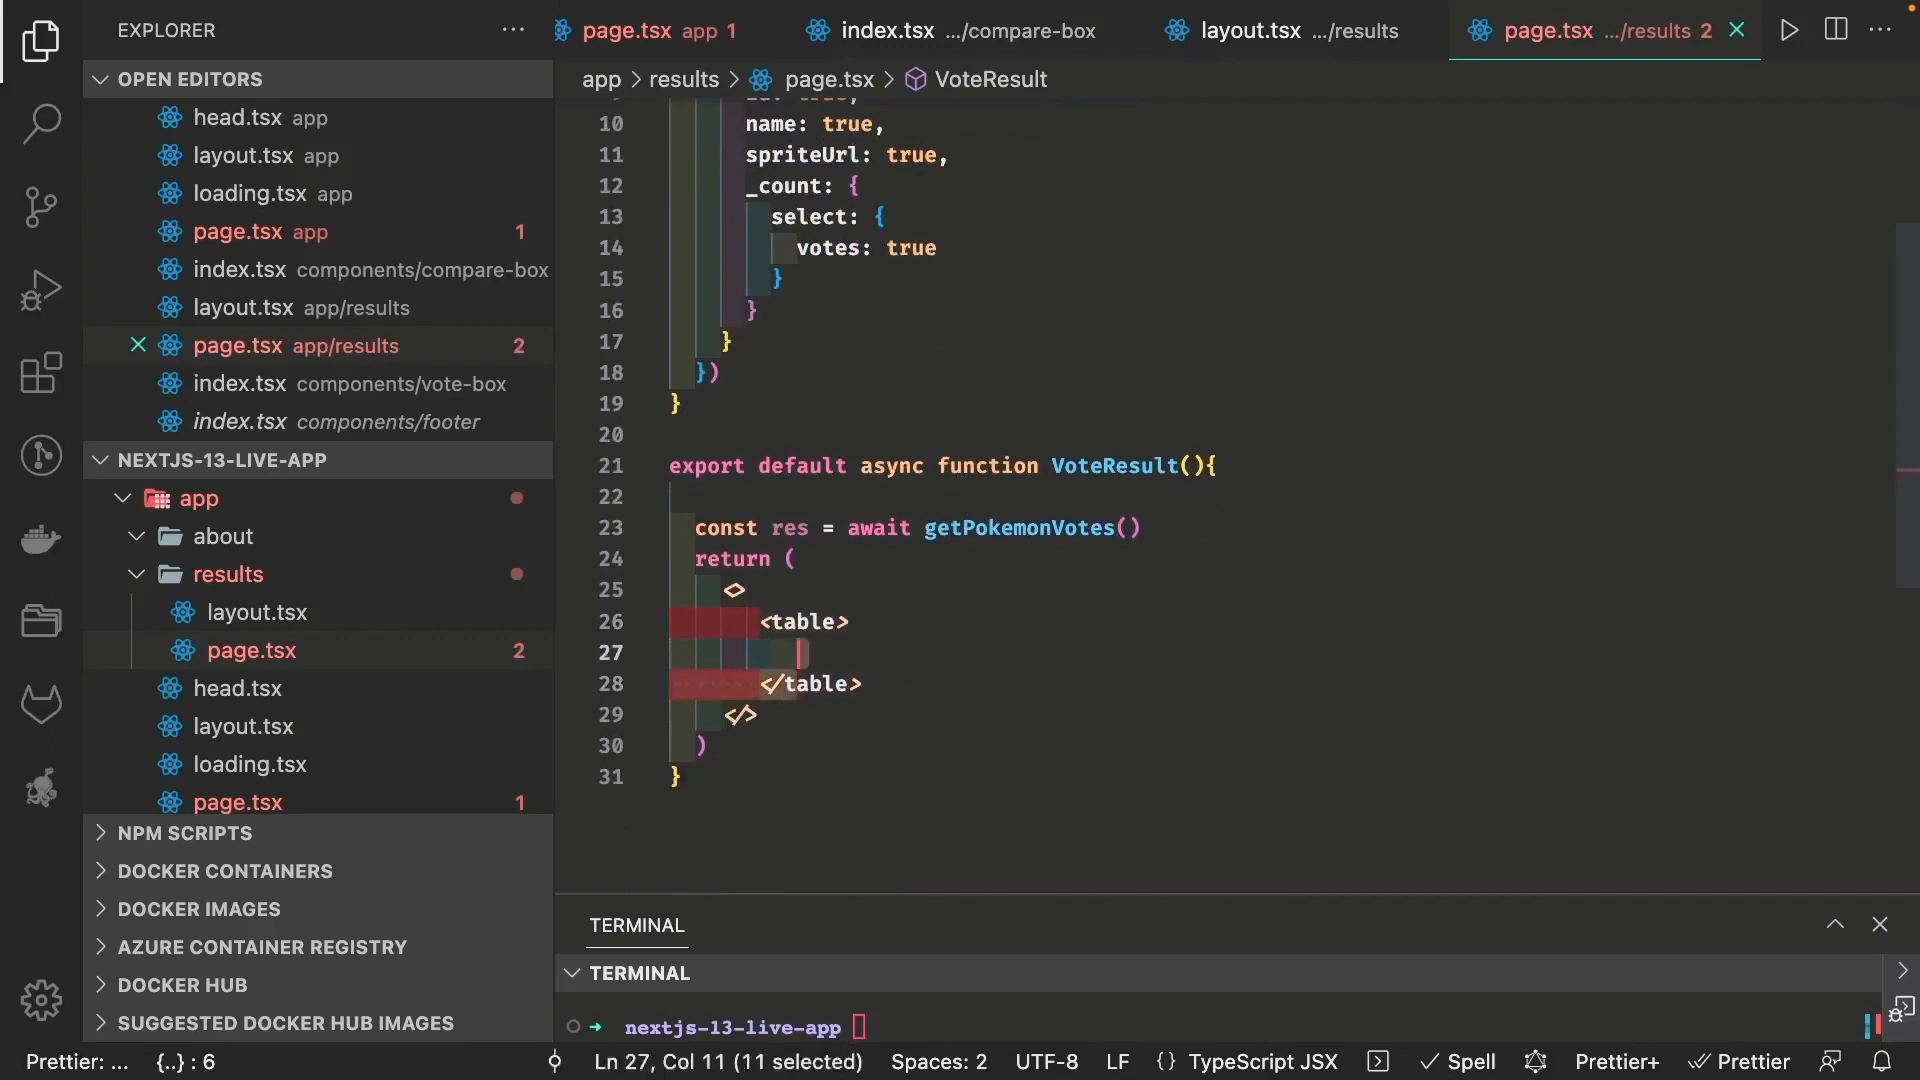 EXPLORER
OPEN EDITORS
head.tsx app
layout.tsx app
loading.tsx app
page.tsx app 1
index.tsx components/compare-box
layout.tsx app/results
page.tsx app/results 2
index.tsx components/vote-box
index.tsx components/footer
NEXTJS-13-LIVE-APP
app
about
results
layout.tsx
page.tsx 2
head.tsx
layout.tsx
loading.tsx
page.tsx 1
NPM SCRIPTS
DOCKER CONTAINERS
DOCKER IMAGES
AZURE CONTAINER REGISTRY
DOCKER HUB
SUGGESTED DOCKER HUB IMAGES
page.tsx app 1
index.tsx .../compare-box
layout.tsx .../results
page.tsx .../results 2
app > results > page.tsx > VoteResult
10 name: true,
11 spriteUrl: true,
12 _count: {
13 select: {
14 votes: true
15 }
16 }
17 }
18 })
19 }
20
21 export default async function VoteResult(){
22
23 const res = await getPokemonVotes()
24 return (
25 <>
26 <table>
27
28 </table>
29 </>
30 )
31 }
TERMINAL
TERMINAL
nextjs-13-live-app
Prettier: ... {..} : 6 Ln 27, Col 11 (11 selected) Spaces: 2 UTF-8 LF {} TypeScript JSX Spell Prettier+ Prettier